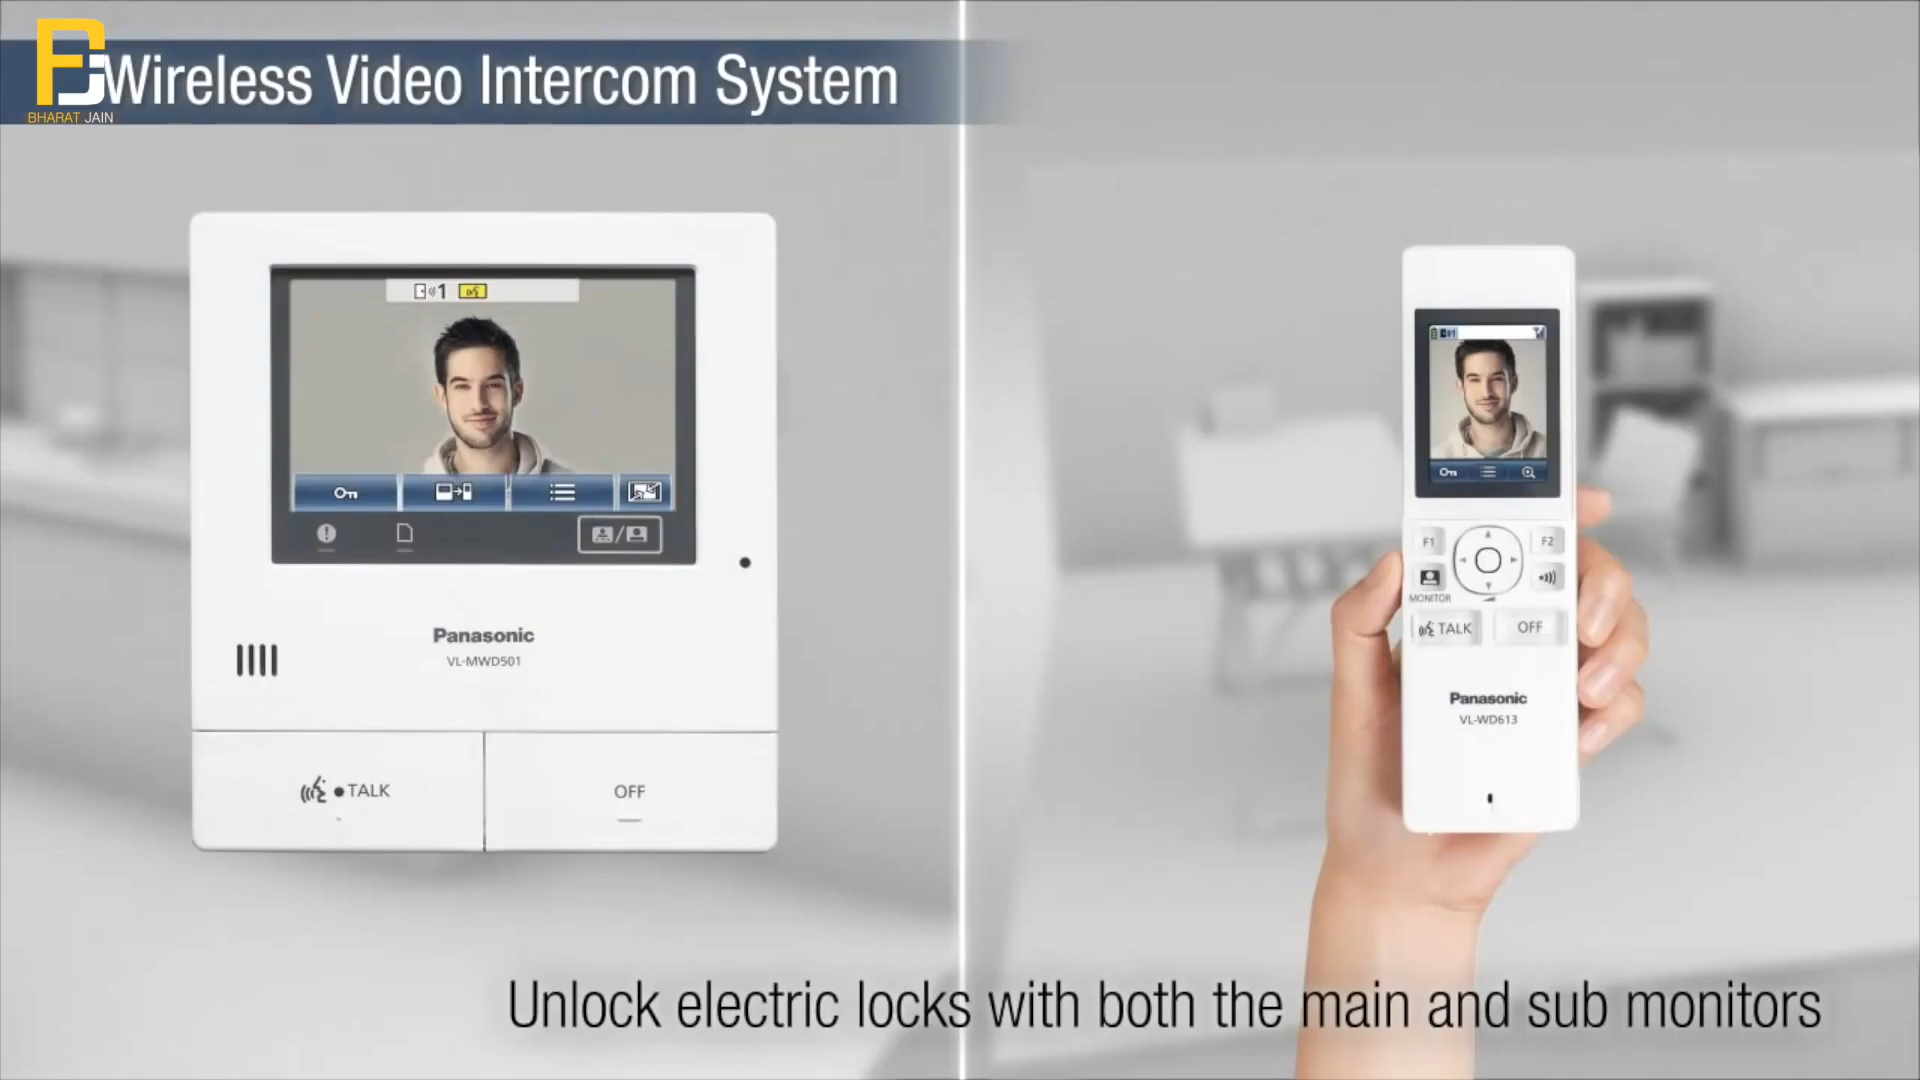 BHARAT JAIN
Wireless Video Intercom System
1
Panasonic
VL-MWD501
TALK
OFF
F1
F2
MONITOR
TALK
OFF
Panasonic
VL-WD613
Unlock electric locks with both the main and sub monitors